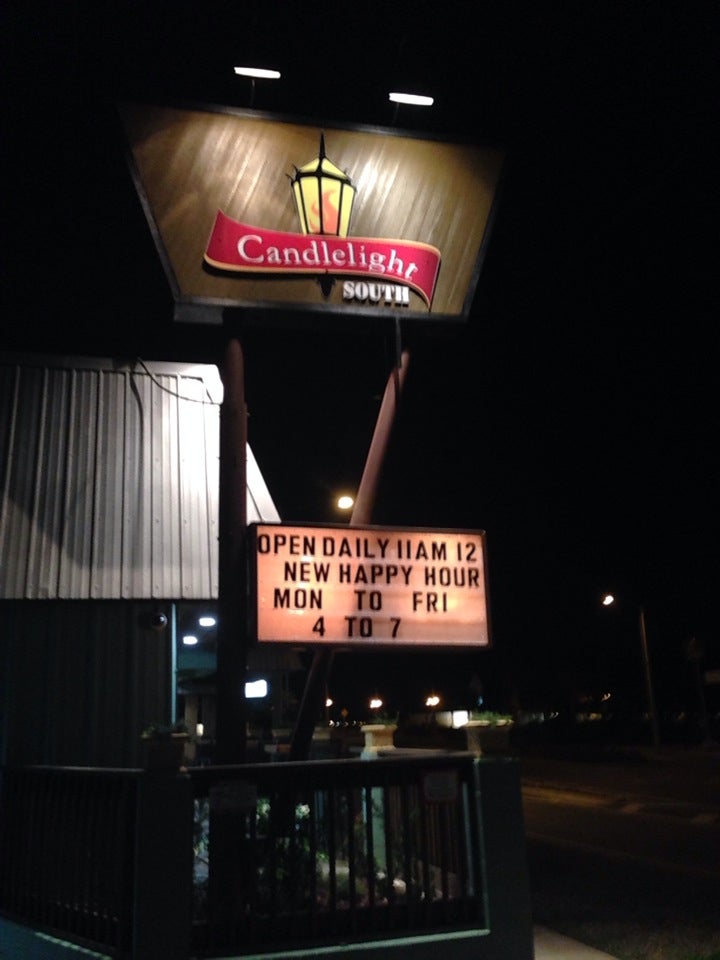 Candlelight
SOUTH
OPEN DAILY 11AM 12
NEW HAPPY HOUR
MON TO FRI
4 TO 7